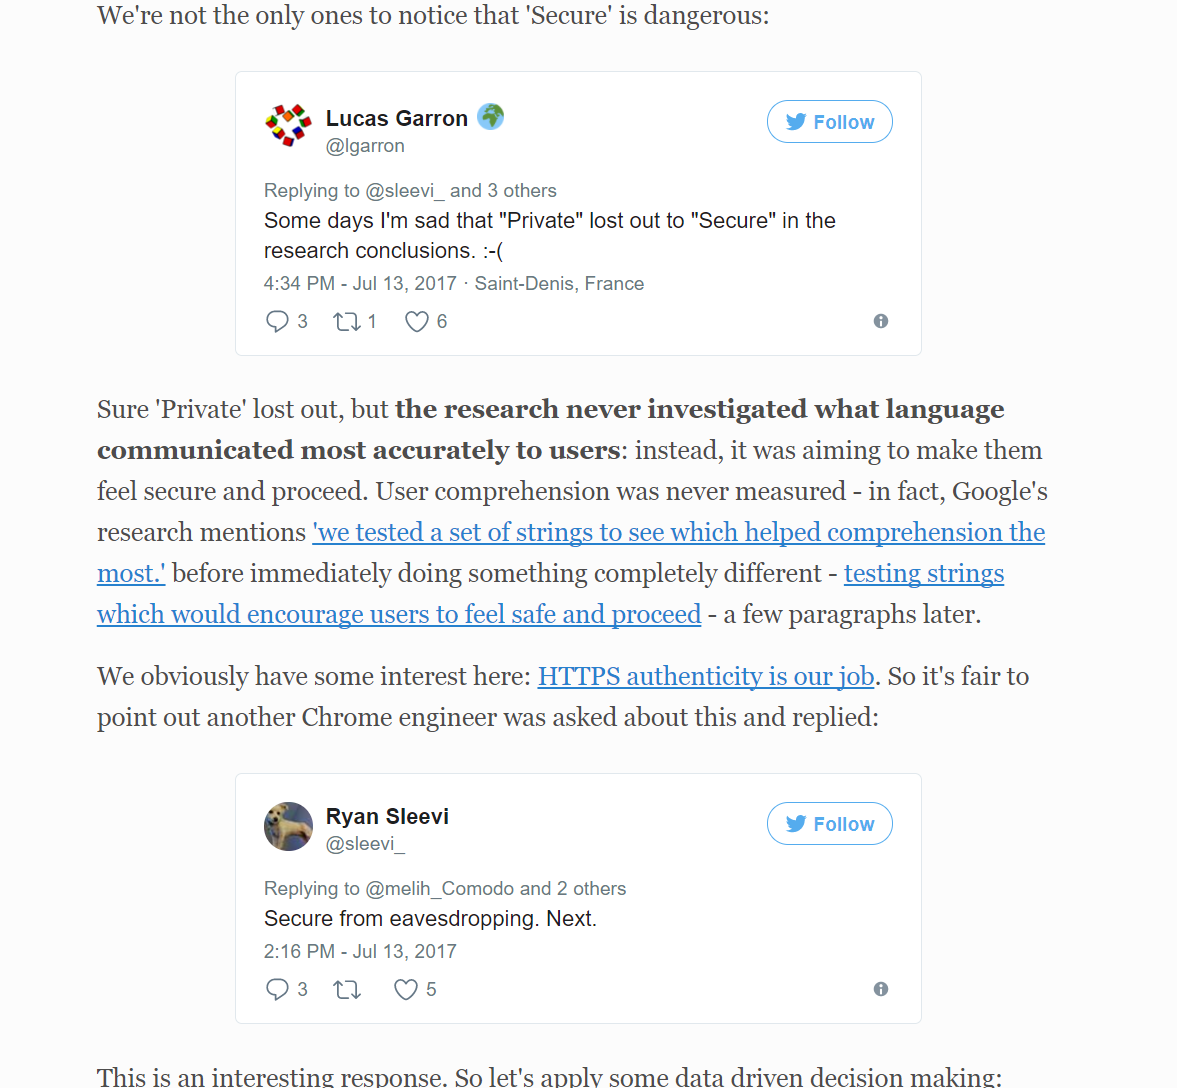 We're not the only ones to notice that 'Secure' is dangerous:
Lucas Garron
@lgarron
Follow
Replying to @sleevi_ and 3 others
Some days I'm sad that "Private" lost out to "Secure" in the
research conclusions. :-(
4:34 PM - Jul 13, 2017 · Saint-Denis, France
3 1 6
Sure 'Private' lost out, but the research never investigated what language
communicated most accurately to users: instead, it was aiming to make them
feel secure and proceed. User comprehension was never measured - in fact, Google's
research mentions 'we tested a set of strings to see which helped comprehension the
most.' before immediately doing something completely different - testing strings
which would encourage users to feel safe and proceed - a few paragraphs later.
We obviously have some interest here: HTTPS authenticity is our job. So it's fair to
point out another Chrome engineer was asked about this and replied:
Ryan Sleevi
@sleevi_
Follow
Replying to @melih_Comodo and 2 others
Secure from eavesdropping. Next.
2:16 PM - Jul 13, 2017
3 5
This is an interesting response. So let's apply some data driven decision making: